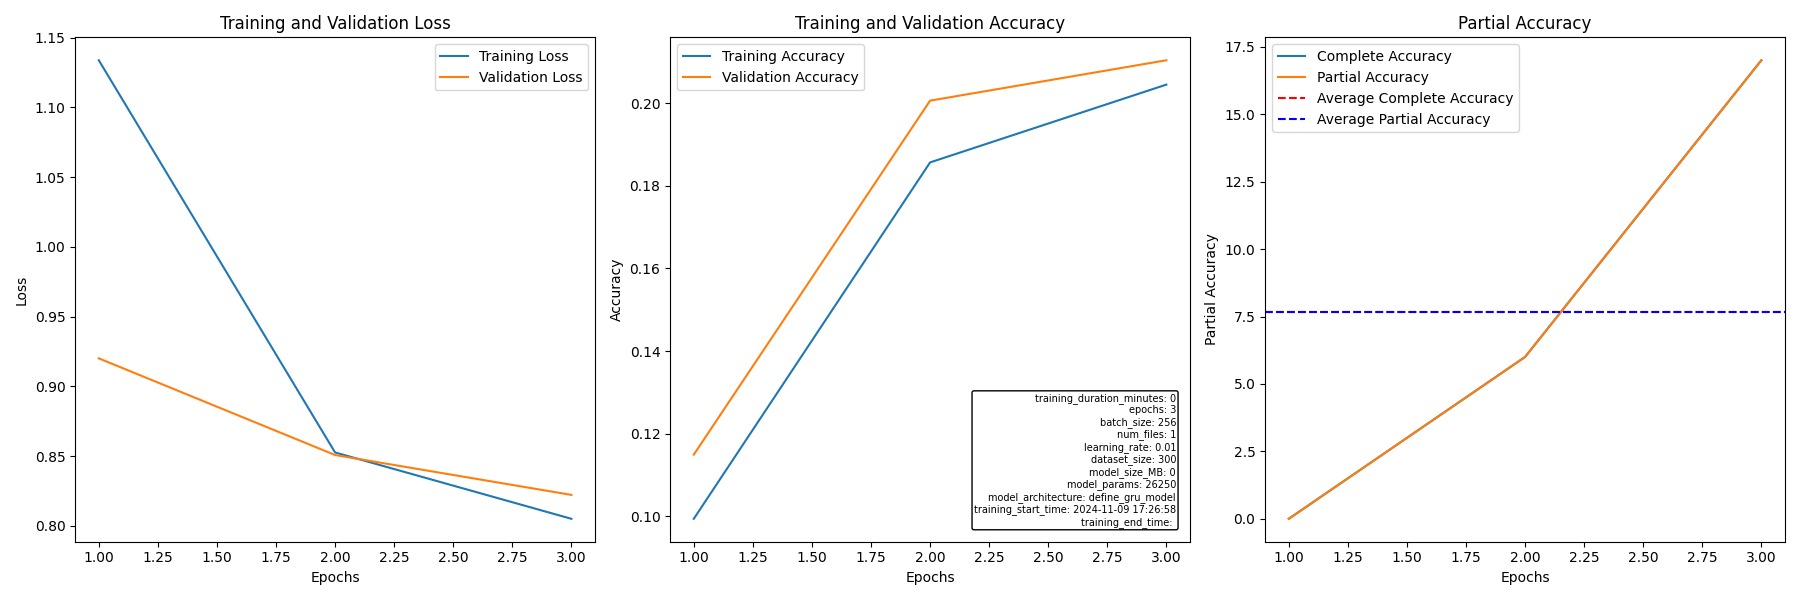 Training and Validation Loss
Training Loss
Validation Loss
1.15
1.10
1.05
1.00
0.95
0.90
0.85
0.80
Loss
1.00 1.25 1.50 1.75 2.00 2.25 2.50 2.75 3.00
Epochs
Training and Validation Accuracy
Training Accuracy
Validation Accuracy
0.20
0.18
0.16
0.14
0.12
0.10
Accuracy
training_duration_minutes: 0
epochs: 3
batch_size: 256
num_files: 1
learning_rate: 0.01
dataset_size: 300
model_size_MB: 0
model_params: 26250
model_architecture: define_gru_model
training_start_time: 2024-11-09 17:26:58
training_end_time:
1.00 1.25 1.50 1.75 2.00 2.25 2.50 2.75 3.00
Epochs
Partial Accuracy
Complete Accuracy
Partial Accuracy
Average Complete Accuracy
Average Partial Accuracy
17.5
15.0
12.5
10.0
7.5
5.0
2.5
0.0
Partial Accuracy
1.00 1.25 1.50 1.75 2.00 2.25 2.50 2.75 3.00
Epochs